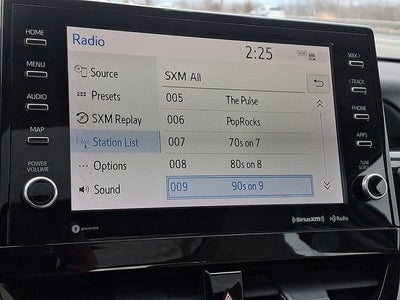 Radio
2:25
HOME
MENU
AUDIO
MAP
POWER
VOLUME
Source
Presets
SXM Replay
Station List
Options
Sound
SXM All
005 The Pulse
006 PopRocks
007 70s on 7
008 80s on 8
009 90s on 9
SEEK >
< TRACK
PHONE
APPS
TUNE
SCROLL
SiriusXM
HD Radio